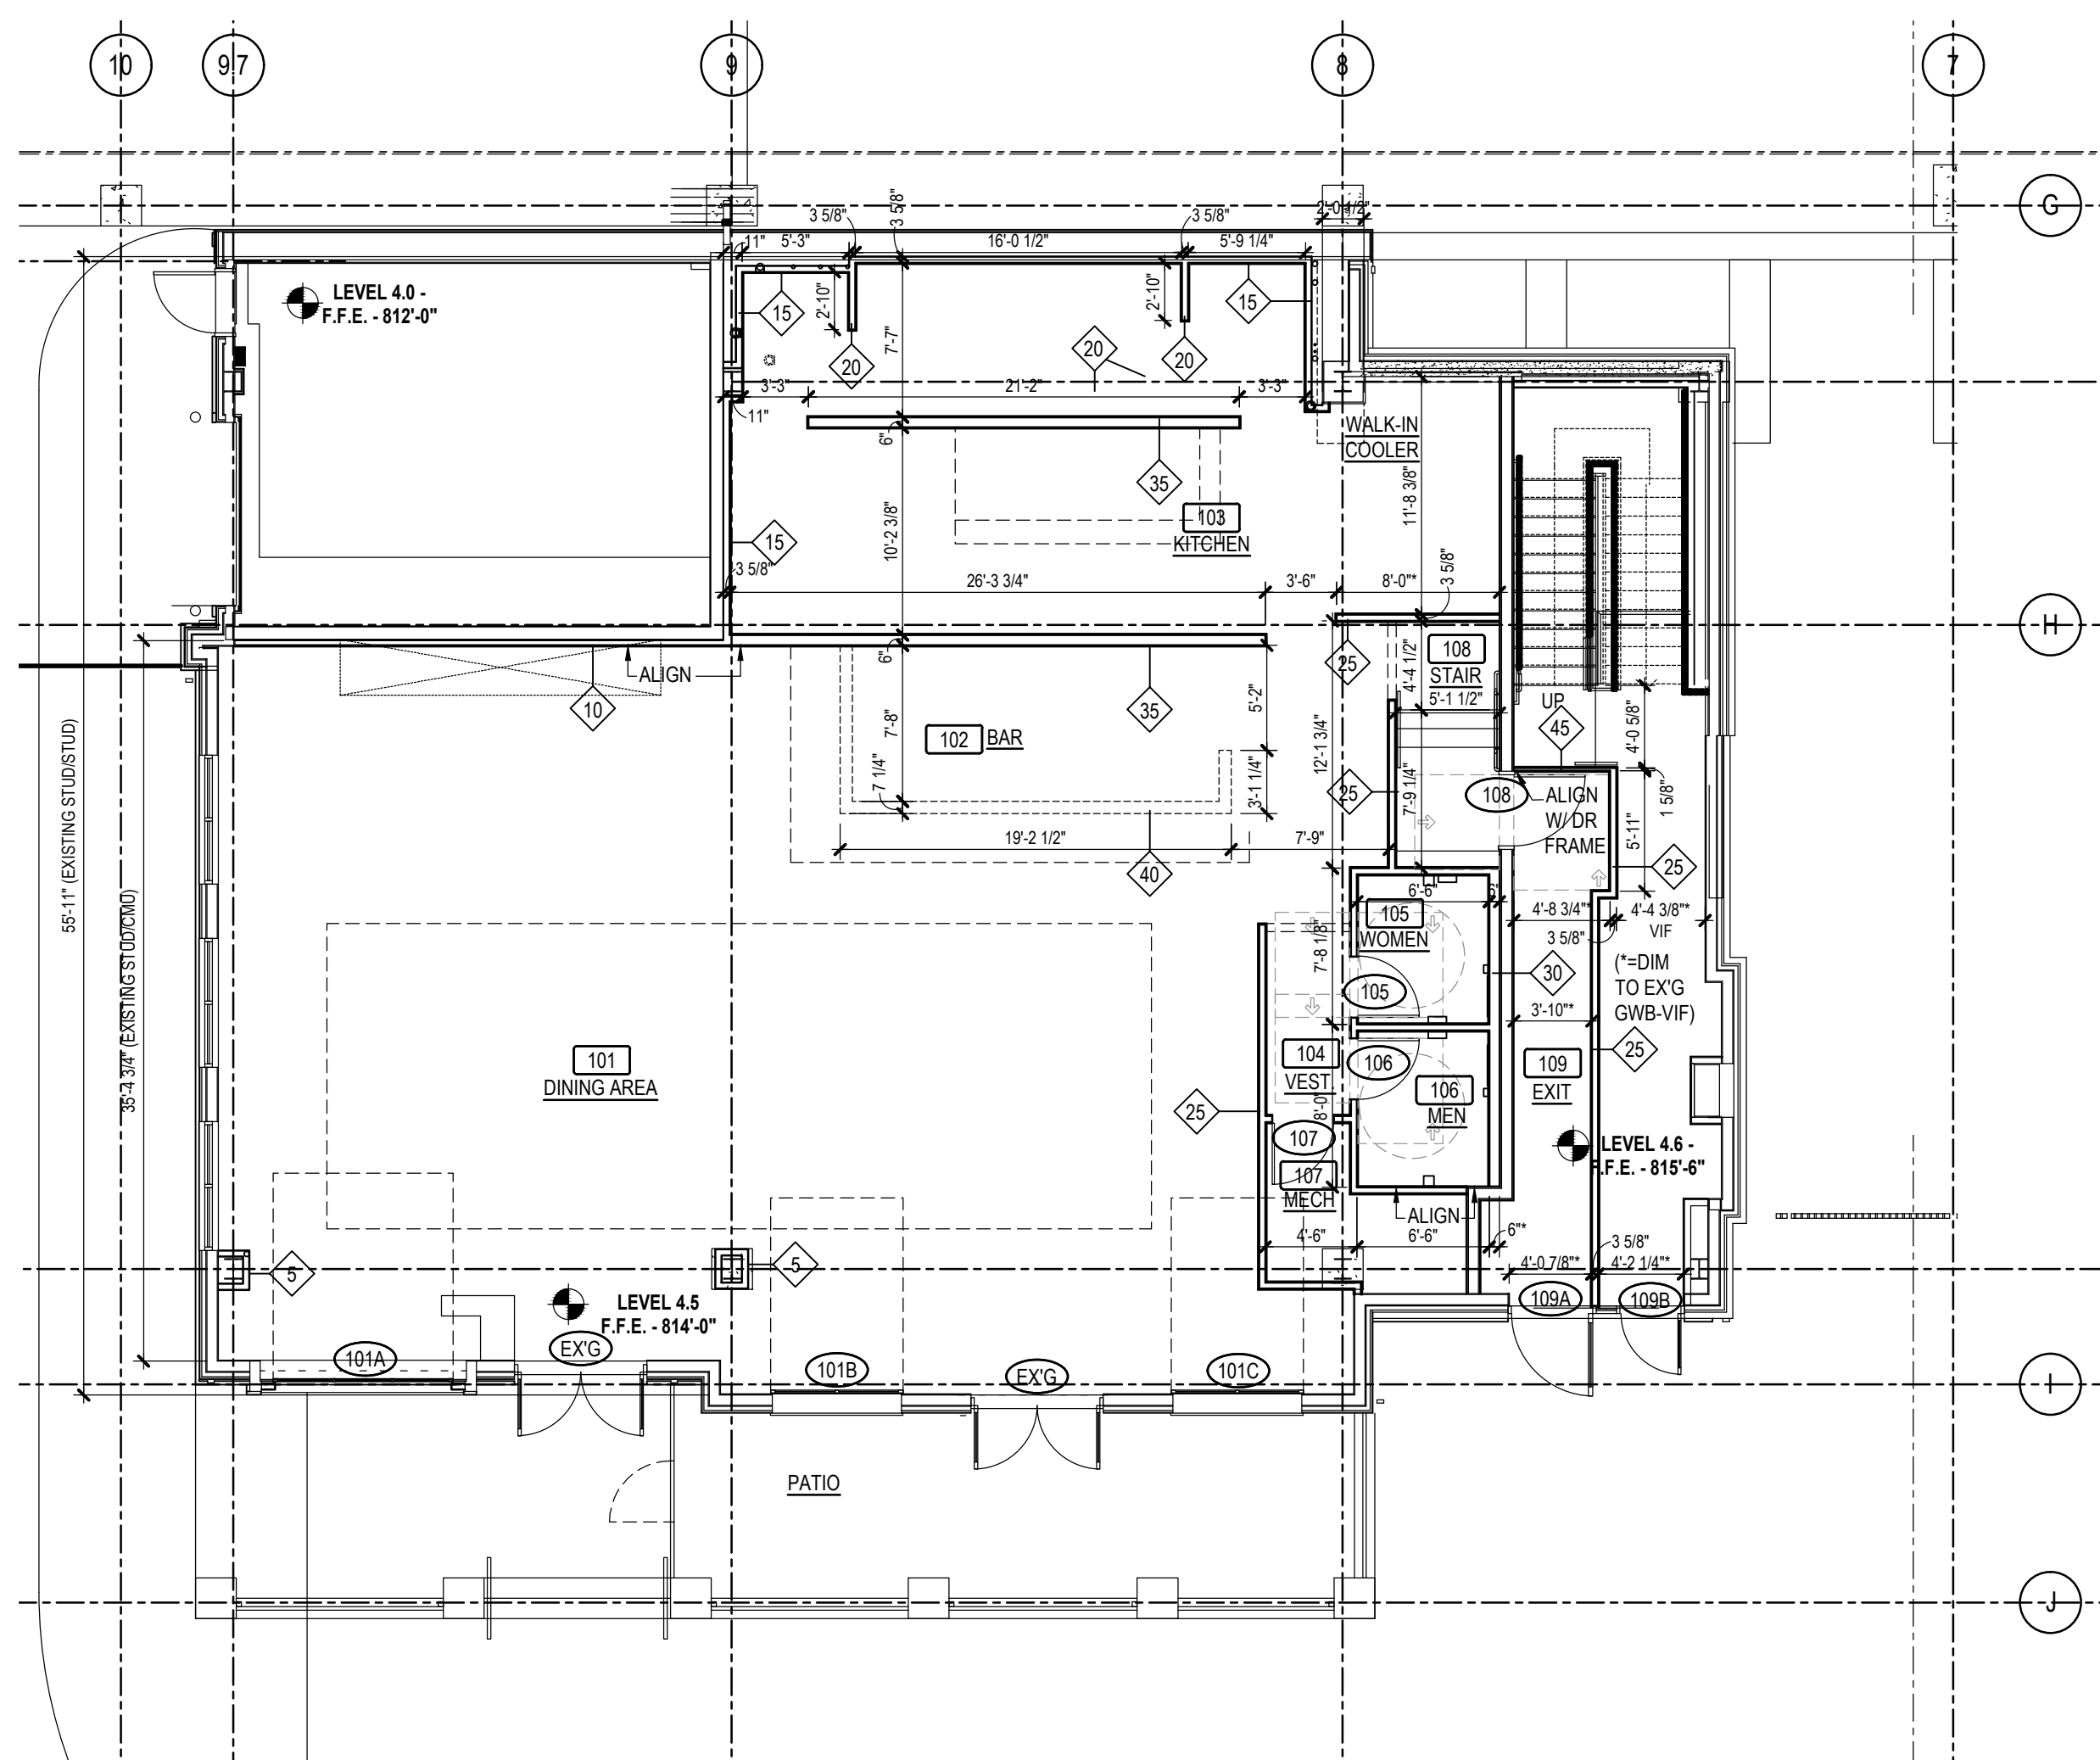 10
9.7
9
8
7
G
2'-0 1/2"
3 5/8"
3 5/8"
3 5/8"
11"
5'-3"
16'-0 1/2"
5'-9 1/4"
LEVEL 4.0 -
F.F.E. - 812'-0"
15
2'-10"
2'-10"
15
7'-7"
20
20
20
3'-3"
21'-2"
3'-3"
11"
6"
WALK-IN
COOLER
35
11'-8 3/8"
103
KITCHEN
15
10'-2 3/8"
3 5/8"
26'-3 3/4"
3'-6"
8'-0"*
3 5/8"
H
6"
ALIGN
10
35
25
108
STAIR
4'-4 1/2"
5'-1 1/2"
UP
45
4'-0 5/8"
5'-2"
102
BAR
7'-8"
12'-1 3/4"
7 1/4"
3'-1 1/4"
25
7'-9 1/4"
108
ALIGN
W/ DR
FRAME
1 5/8"
5'-11"
55'-11" (EXISTING STUD/STUD)
35'-4 3/4" (EXISTING STUD/CMU)
19'-2 1/2"
7'-9"
40
25
6'-6"
6"
105
WOMEN
4'-8 3/4"*
4'-4 3/8"*
VIF
3 5/8"
7'-8 1/8"
30
(*=DIM
TO EX'G
GWB-VIF)
105
3'-10"*
25
101
DINING AREA
104
VEST.
106
109
EXIT
106
MEN
25
8'-0"
107
107
MECH
LEVEL 4.6 -
F.F.E. - 815'-6"
ALIGN
4'-6"
6'-6"
6"*
3 5/8"
4'-0 7/8"*
4'-2 1/4"*
5
5
109A
109B
LEVEL 4.5
F.F.E. - 814'-0"
EX'G
101A
101B
EX'G
101C
I
PATIO
J